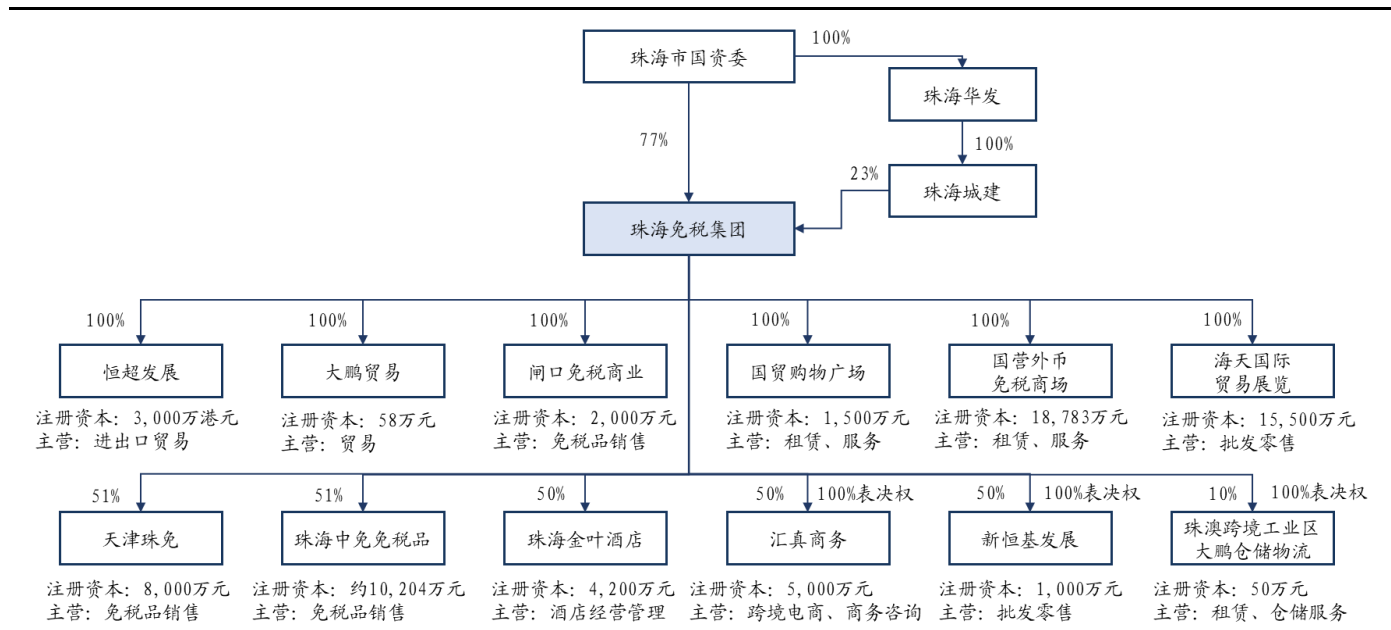 珠海市国资委
100%
珠海华发
77%
100%
23%
珠海城建
珠海免税集团
100%
100%
100%
100%
100%
100%
恒超发展
大鹏贸易
闸口免税商业
国贸购物广场
国营外币
免税商场
海天国际
贸易展览
注册资本：3,000万港元
主营：进出口贸易
注册资本：58万元
主营：贸易
注册资本：2,000万元
主营：免税品销售
注册资本：1,500万元
主营：租赁、服务
注册资本：18,783万元
主营：租赁、服务
注册资本：15,500万元
主营：批发零售
51%
51%
50%
50%
100%表决权
50%
100%表决权
10%
100%表决权
天津珠免
珠海中免免税品
珠海金叶酒店
汇真商务
新恒基发展
珠澳跨境工业区
大鹏仓储物流
注册资本：8,000万元
主营：免税品销售
注册资本：约10,204万元
主营：免税品销售
注册资本：4,200万元
主营：酒店经营管理
注册资本：5,000万元
主营：跨境电商、商务咨询
注册资本：1,000万元
主营：批发零售
注册资本：50万元
主营：租赁、仓储服务